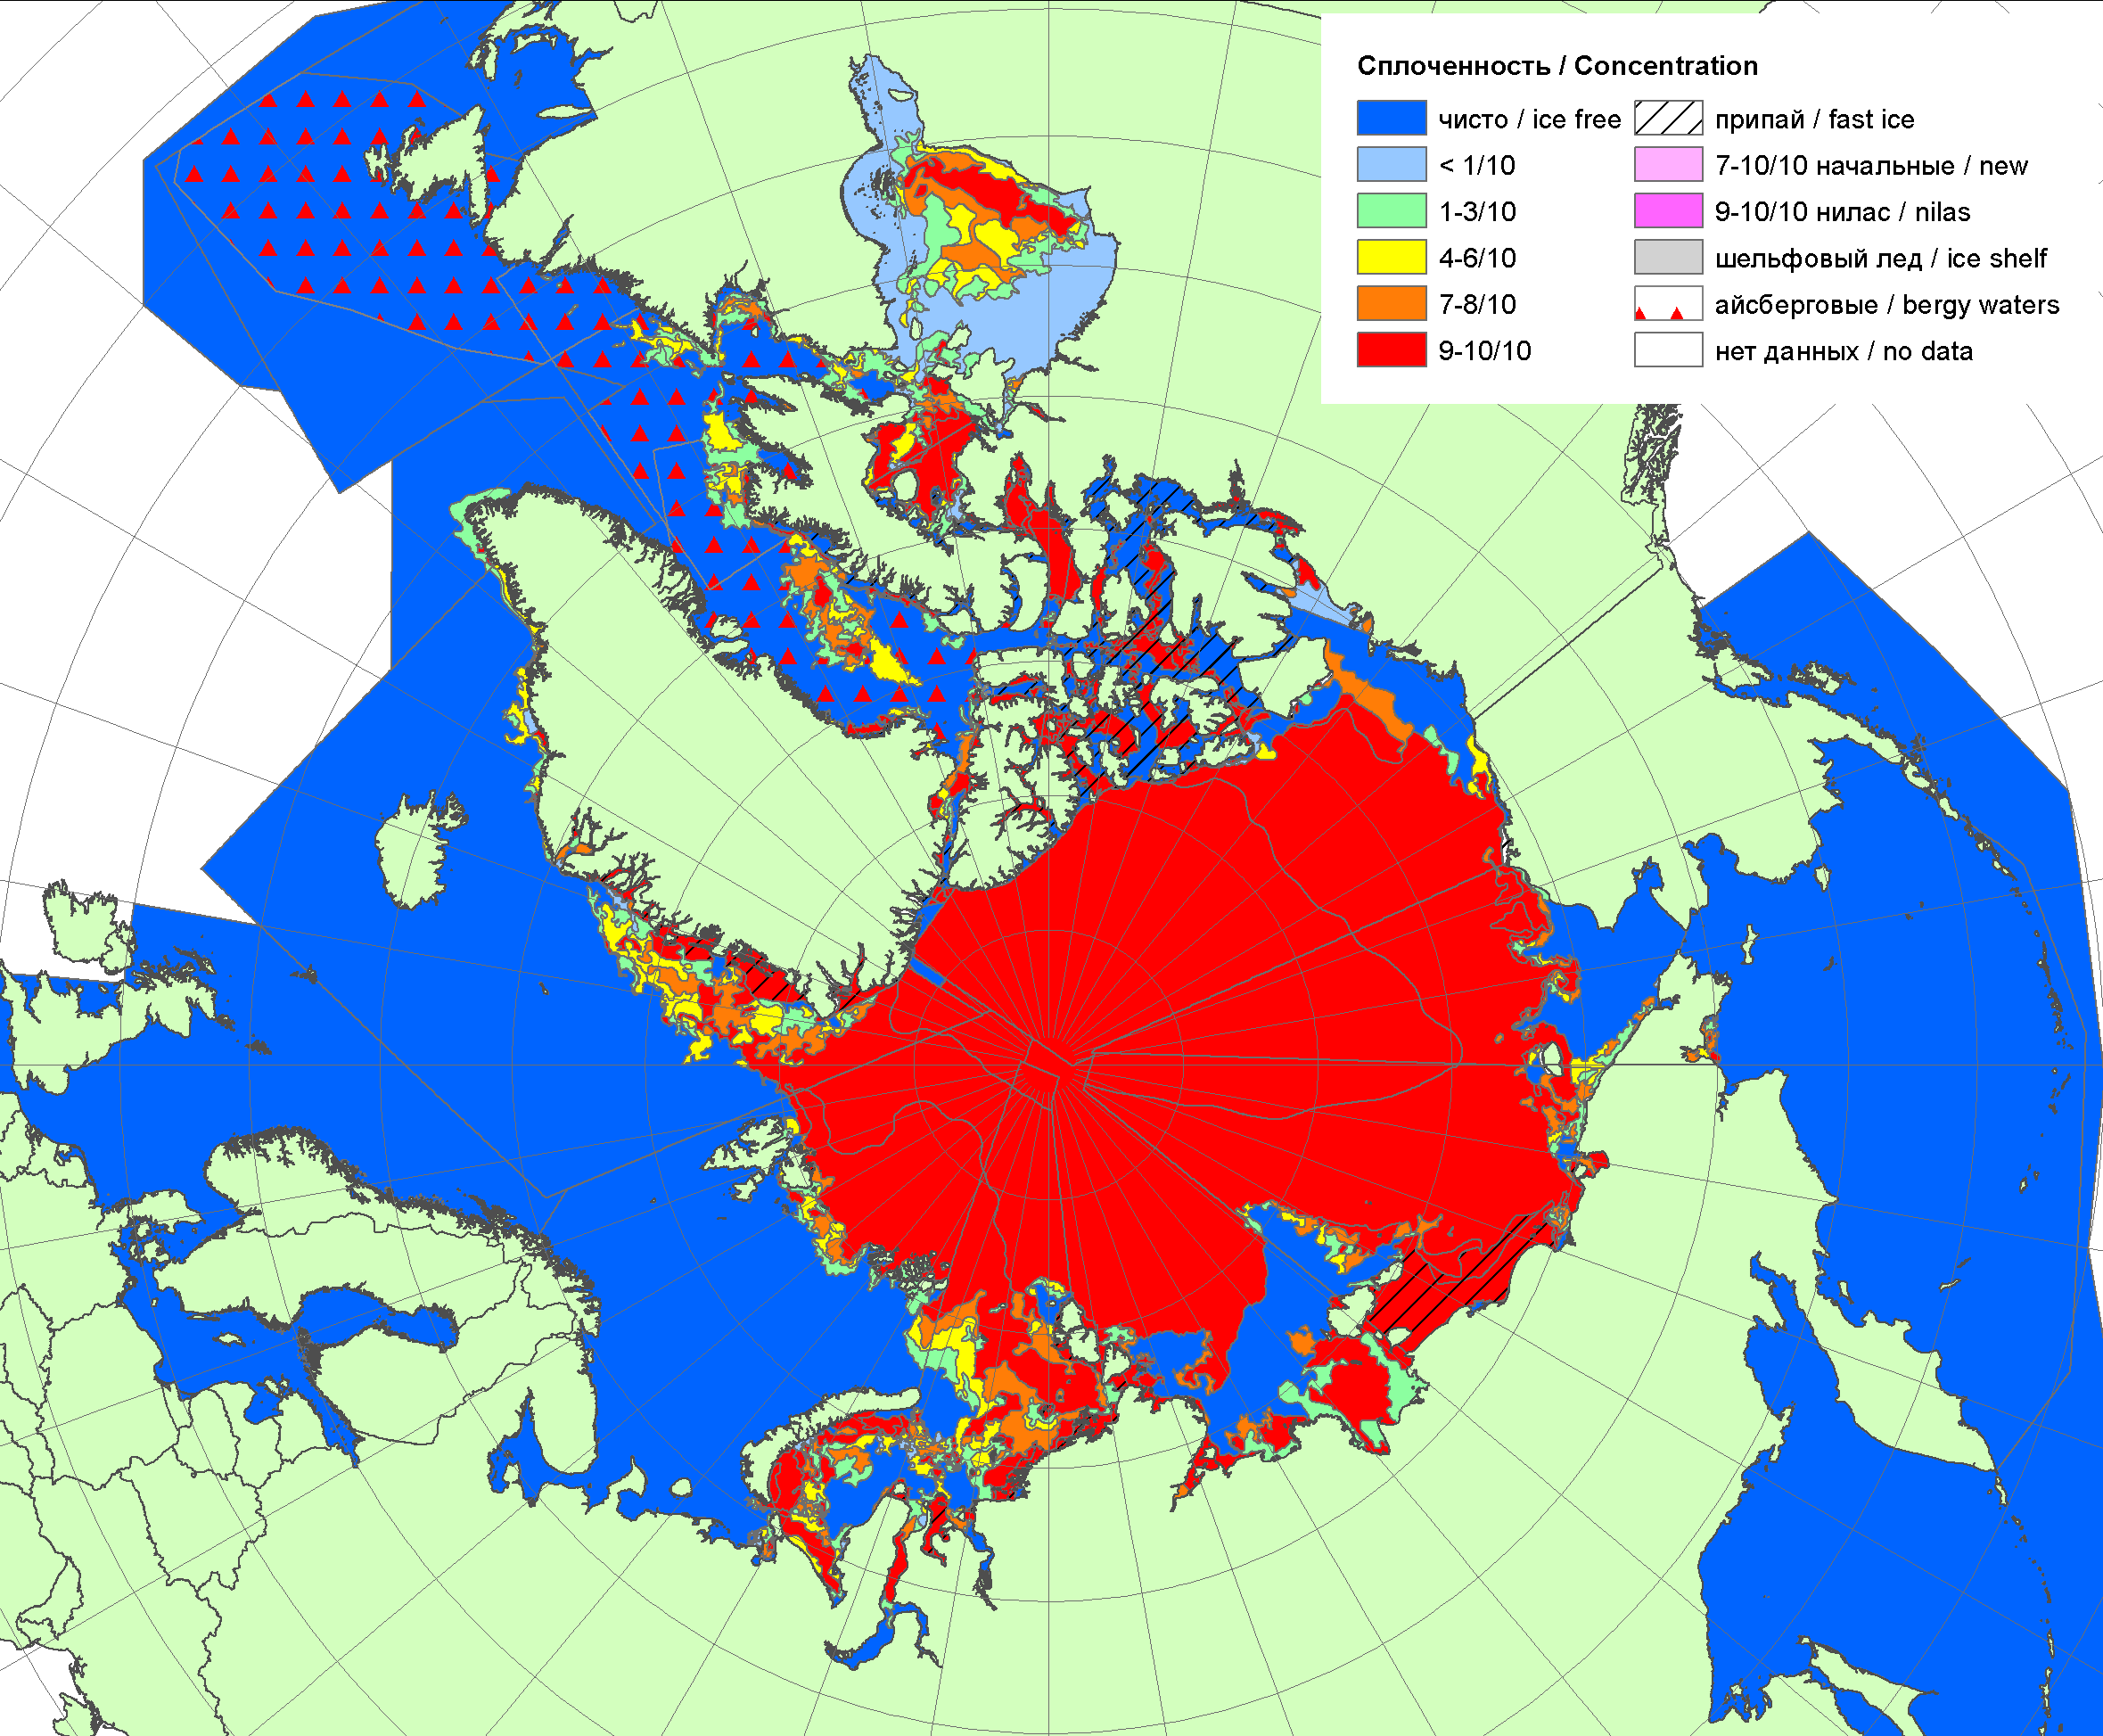 Сплоченность / Concentration
чисто / ice free
< 1/10
1-3/10
4-6/10
7-8/10
9-10/10
припай / fast ice
7-10/10 начальные / new
9-10/10 нилас / nilas
шельфовый лед / ice shelf
айсберговые / bergy waters
нет данных / no data